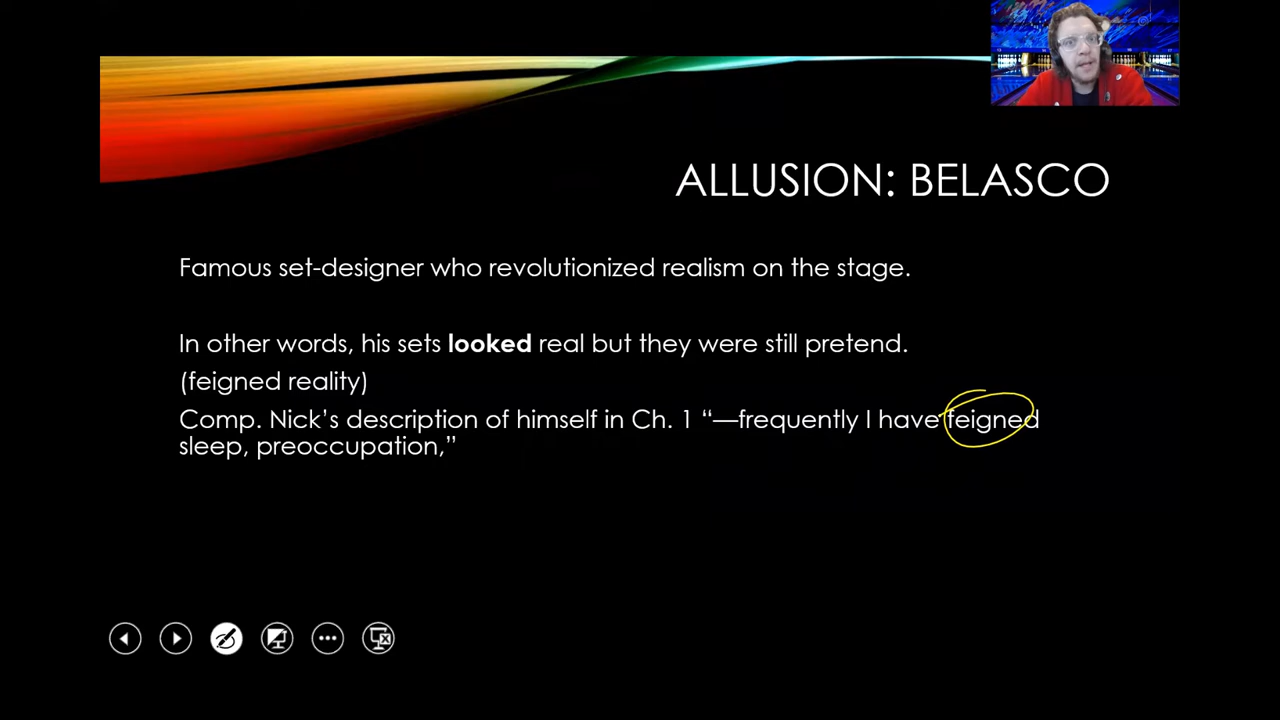 ALLUSION: BELASCO
Famous set-designer who revolutionized realism on the stage.
In other words, his sets looked real but they were still pretend.
(feigned reality)
Comp. Nick’s description of himself in Ch. 1 “—frequently I have feigned
sleep, preoccupation,”